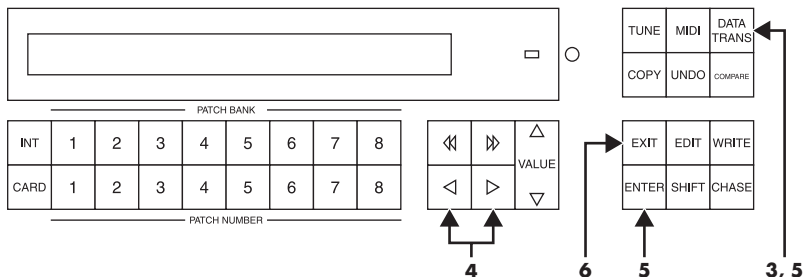 TUNE MIDI DATA TRANS
COPY UNDO COMPARE
PATCH BANK
INT 1 2 3 4 5 6 7 8
CARD 1 2 3 4 5 6 7 8
PATCH NUMBER
VALUE
EXIT EDIT WRITE
ENTER SHIFT CHASE
4
6
5
3, 5